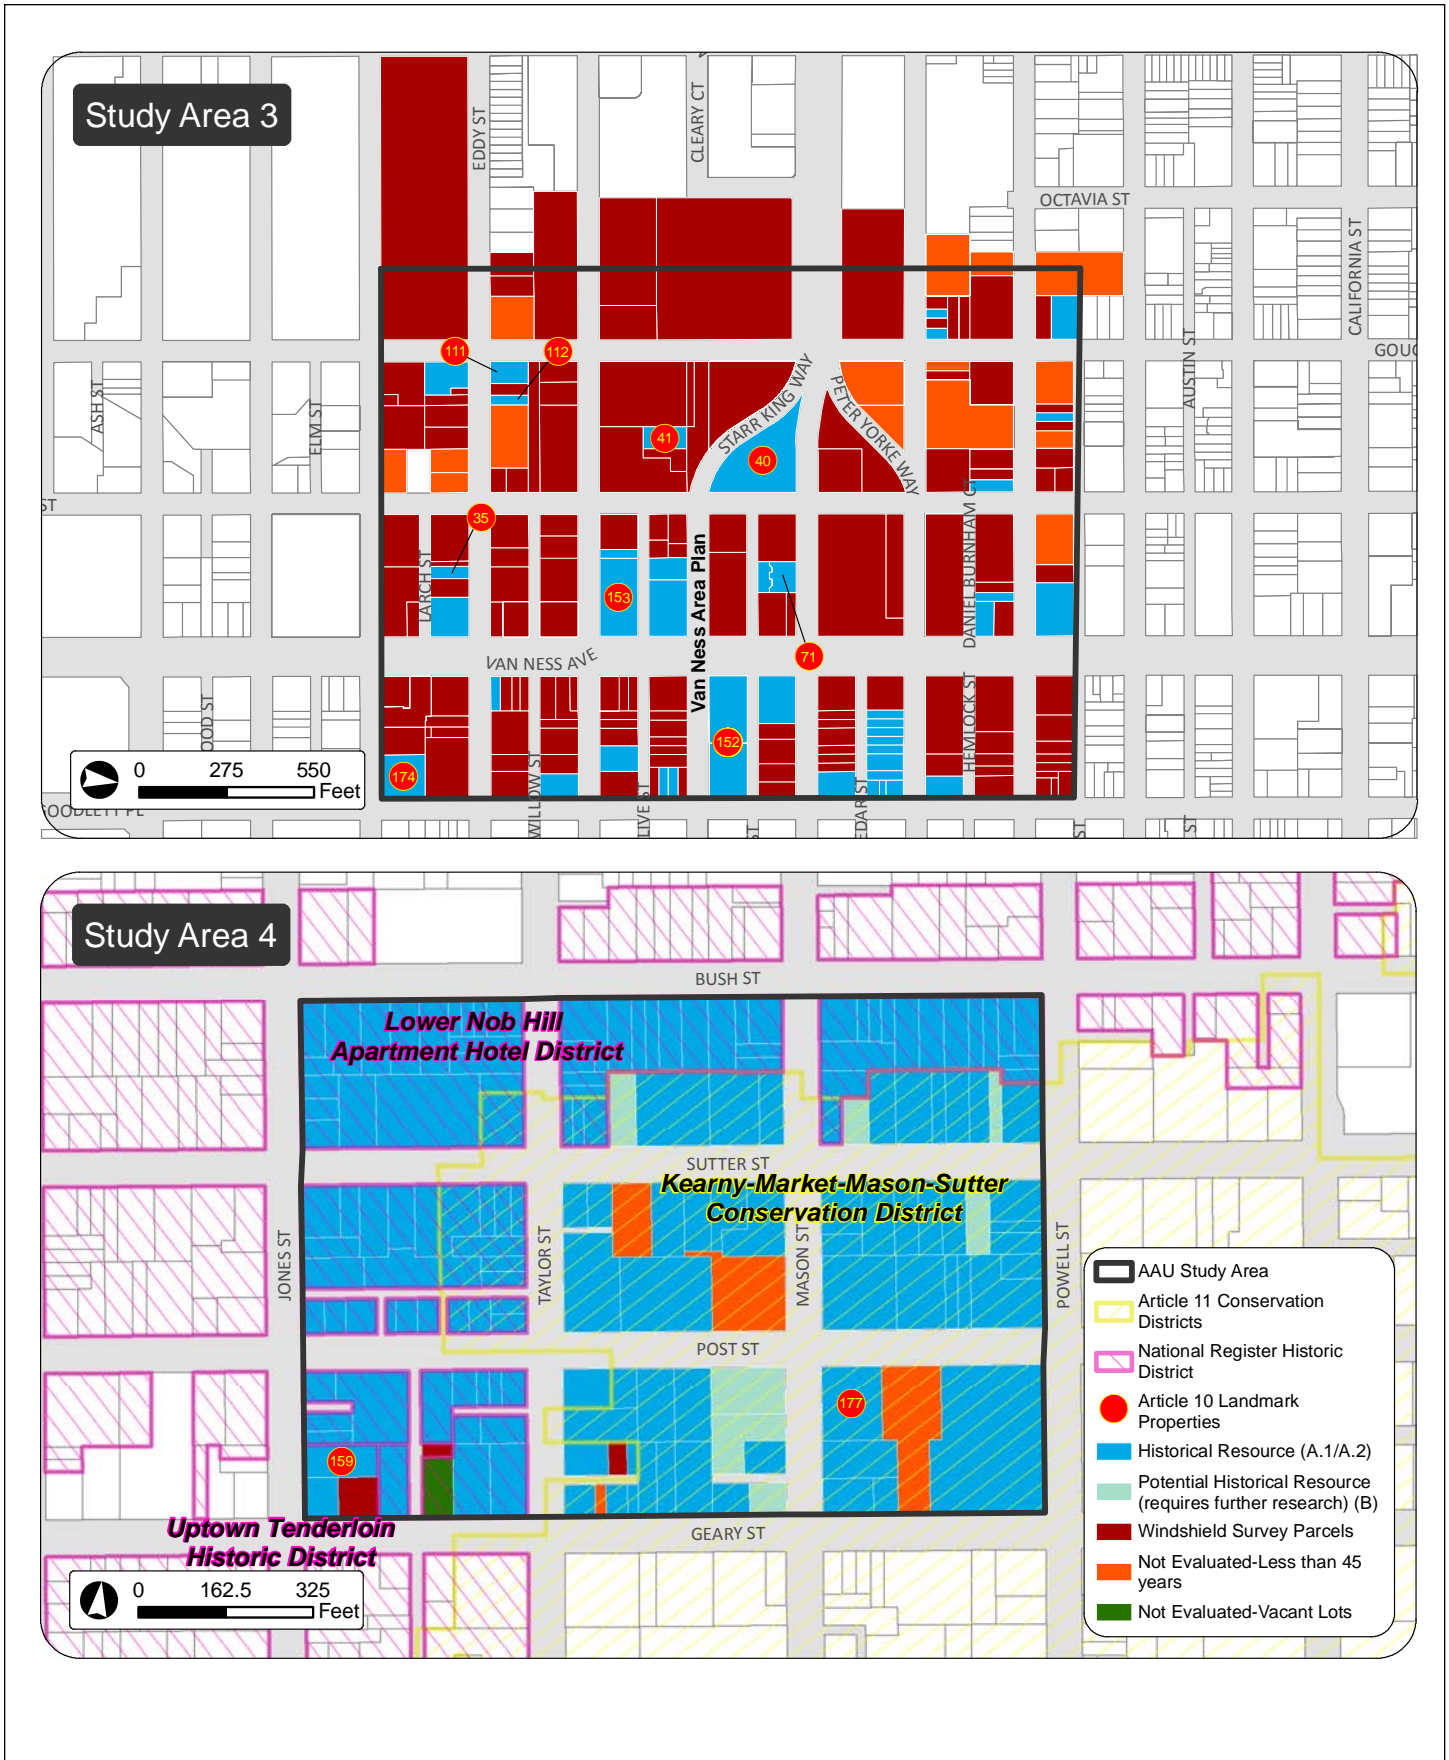 Study Area 3
EDDY ST
CLEARY CT
OCTAVIA ST
CALIFORNIA ST
AUSTIN ST
ASH ST
ELM ST
111
112
STARR KING WAY
PETER YORKE WAY
41
40
ST
35
LARCH ST
153
Van Ness Area Plan
DANIEL BURNHAM CT
71
VAN NESS AVE
HEMLOCK ST
152
174
WILLOW ST
0 275 550
Feet
ST
ST
ST
Study Area 4
BUSH ST
Lower Nob Hill
Apartment Hotel District
SUTTER ST
Kearny-Market-Mason-Sutter
Conservation District
JONES ST
TAYLOR ST
MASON ST
POWELL ST
POST ST
177
159
GEARY ST
Uptown Tenderloin
Historic District
0 162.5 325
Feet
AAU Study Area
Article 11 Conservation
Districts
National Register Historic
District
Article 10 Landmark
Properties
Historical Resource (A.1/A.2)
Potential Historical Resource
(requires further research) (B)
Windshield Survey Parcels
Not Evaluated-Less than 45
years
Not Evaluated-Vacant Lots